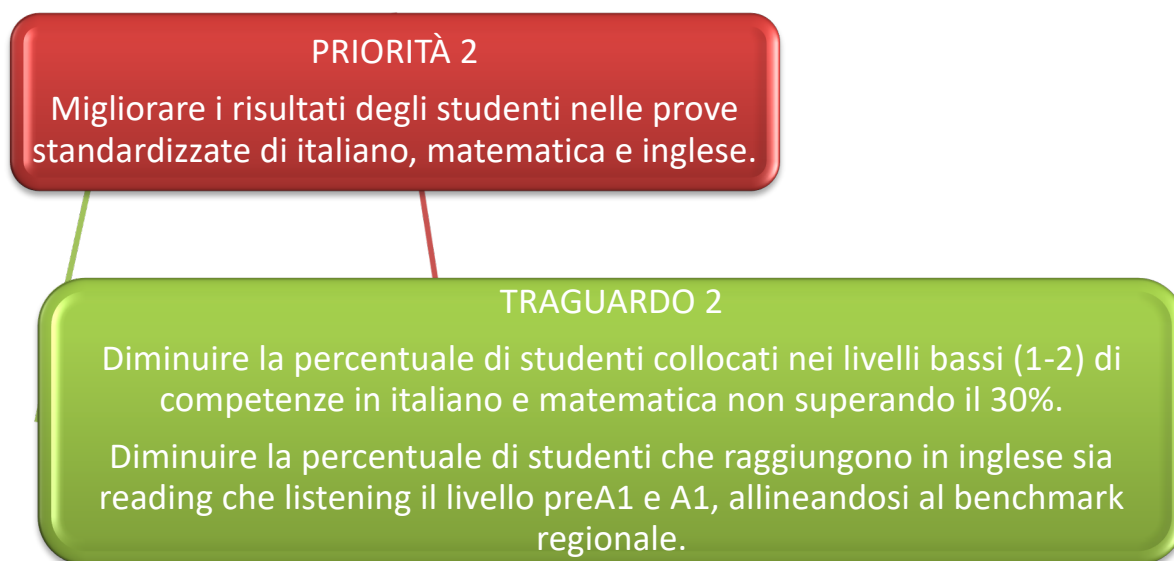 PRIORITÀ 2
Migliorare i risultati degli studenti nelle prove
standardizzate di italiano, matematica e inglese.
TRAGUARDO 2
Diminuire la percentuale di studenti collocati nei livelli bassi (1-2) di
competenze in italiano e matematica non superando il 30%.
Diminuire la percentuale di studenti che raggiungono in inglese sia
reading che listening il livello preA1 e A1, allineandosi al benchmark
regionale.